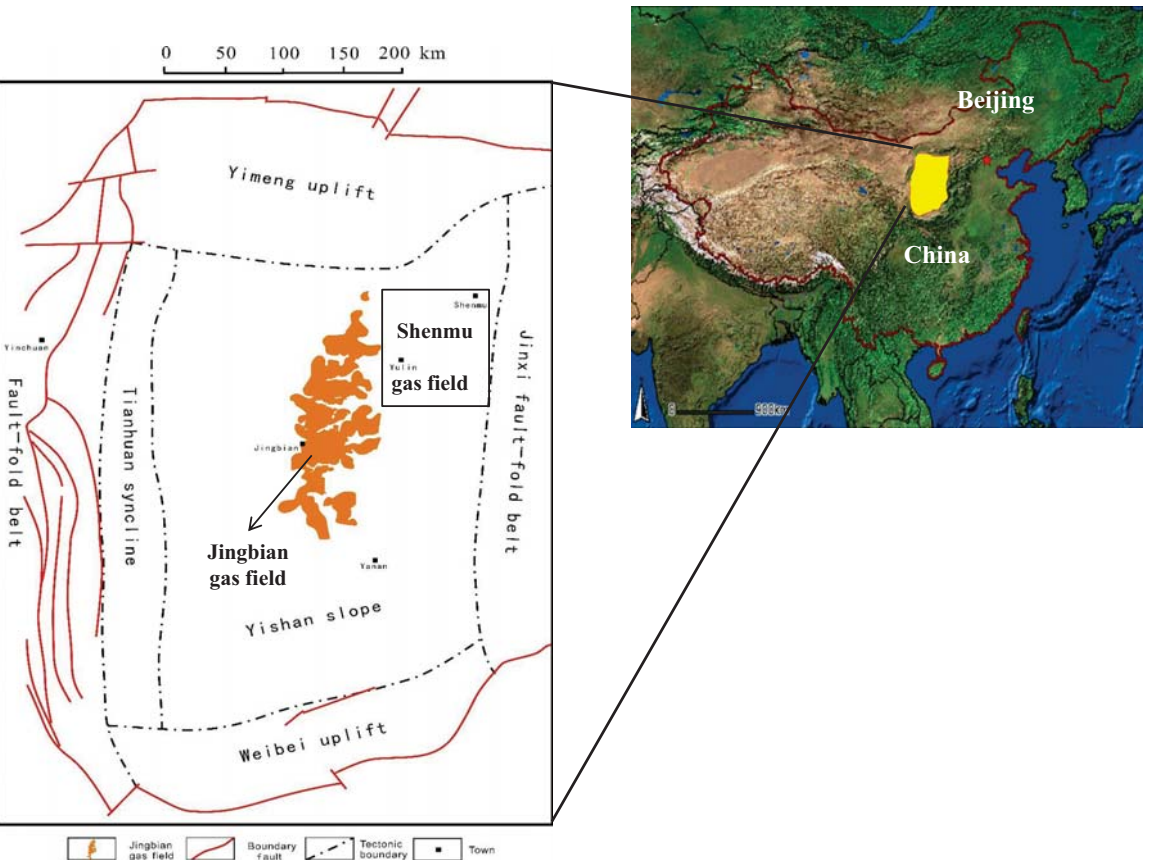 0 50 100 150 200 km
Yimeng uplift
Shenmu
Shenmu
Yulin
gas field
Yinchuan
Fault-fold belt
Tianhuan syncline
Jinxi fault-fold belt
Jingbian
Jingbian
gas field
Yanan
Yishan slope
Weibei uplift
Jingbian
gas field
Boundary
fault
Tectonic
boundary
Town
Beijing
China
0 900km